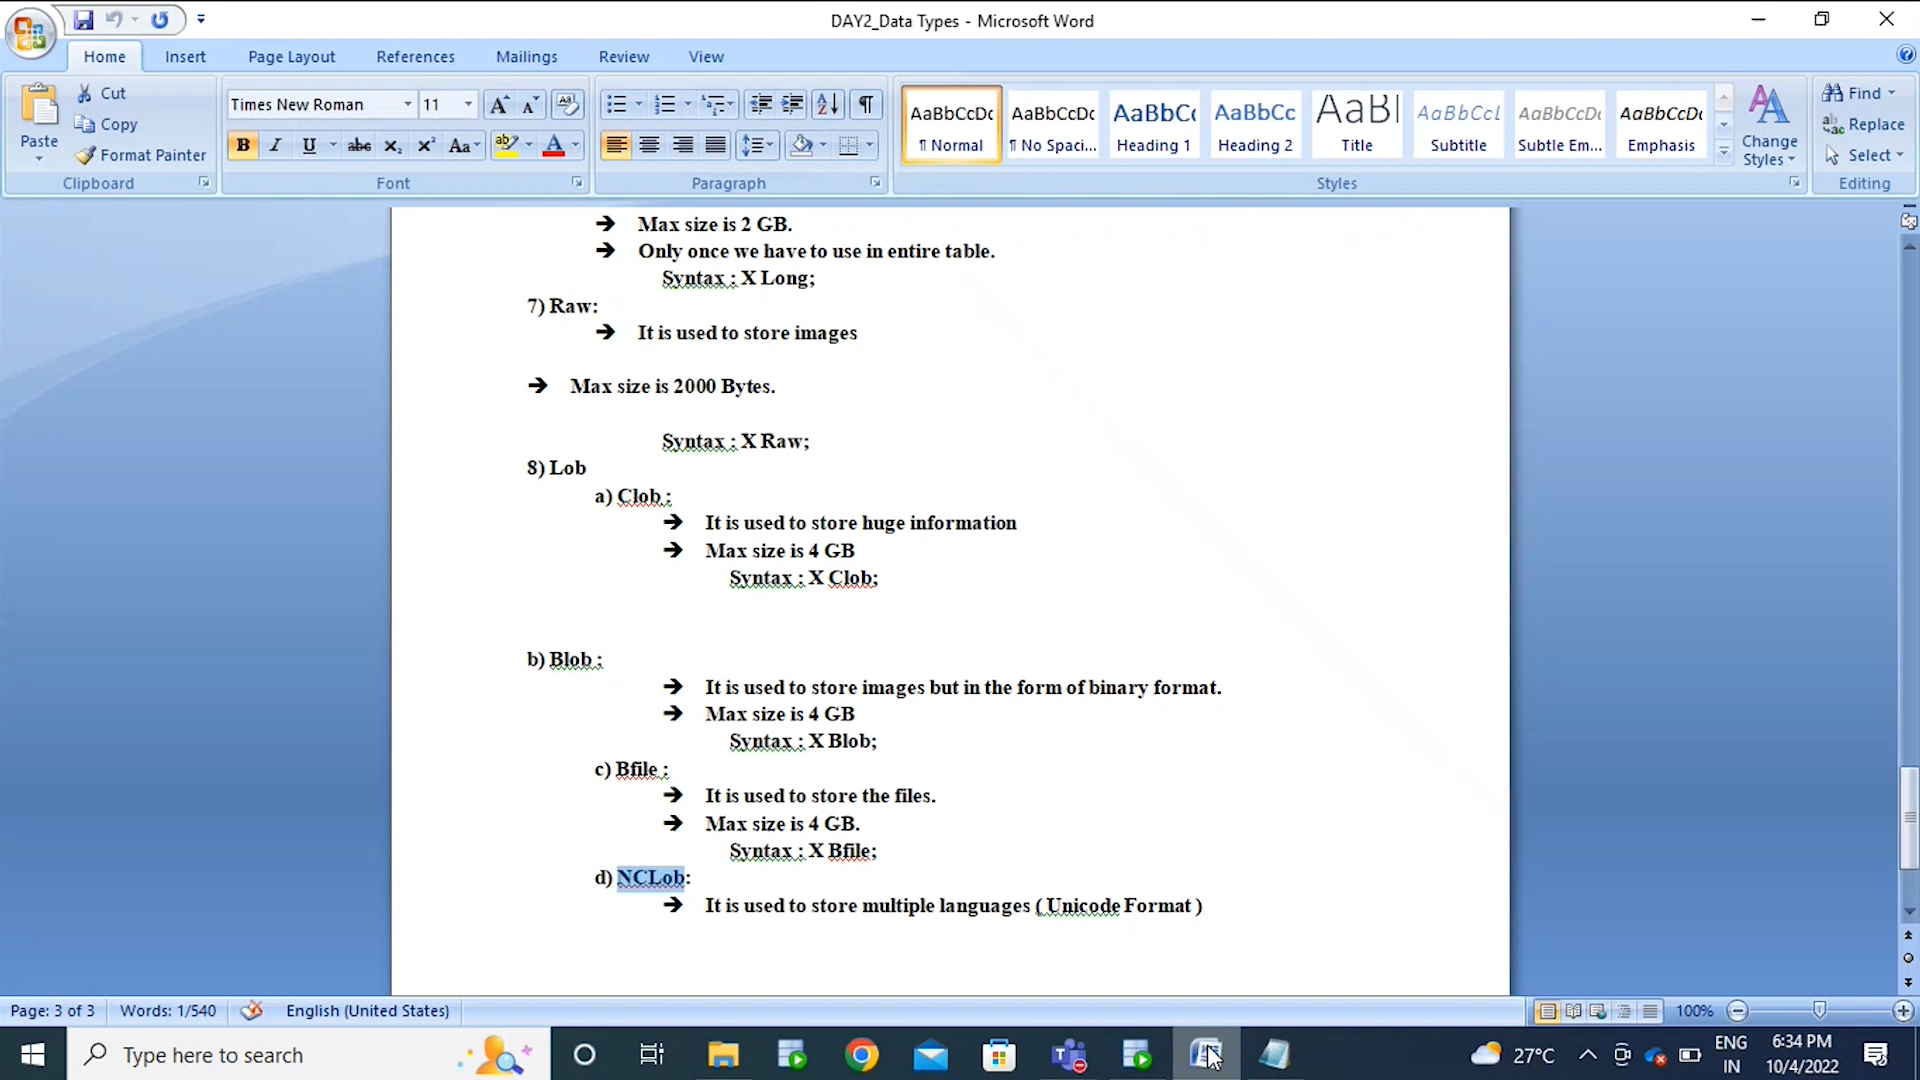 DAY2_Data Types - Microsoft Word
Home Insert Page Layout References Mailings Review View
Paste
Cut
Copy
Format Painter
Clipboard
Times New Roman 11
B I U abc X₂ X² Aa ab A
Font
Paragraph
AaBbCcDc AaBbCcDc AaBbCc AaBbCc AaBl AaBbCcL AaBbCcDc AaBbCcDc
¶ Normal ¶ No Spaci... Heading 1 Heading 2 Title Subtitle Subtle Em... Emphasis
Change Styles
Styles
Find
Replace
Select
Editing
➔ Max size is 2 GB.
➔ Only once we have to use in entire table.
Syntax : X Long;
7) Raw:
➔ It is used to store images
➔ Max size is 2000 Bytes.
Syntax : X Raw;
8) Lob
a) Clob :
➔ It is used to store huge information
➔ Max size is 4 GB
Syntax : X Clob;
b) Blob :
➔ It is used to store images but in the form of binary format.
➔ Max size is 4 GB
Syntax : X Blob;
c) Bfile :
➔ It is used to store the files.
➔ Max size is 4 GB.
Syntax : X Bfile;
d) NCLob:
➔ It is used to store multiple languages ( Unicode Format )
Page: 3 of 3 Words: 1/540 English (United States) 100%
Type here to search
27°C
ENG
IN
6:34 PM
10/4/2022